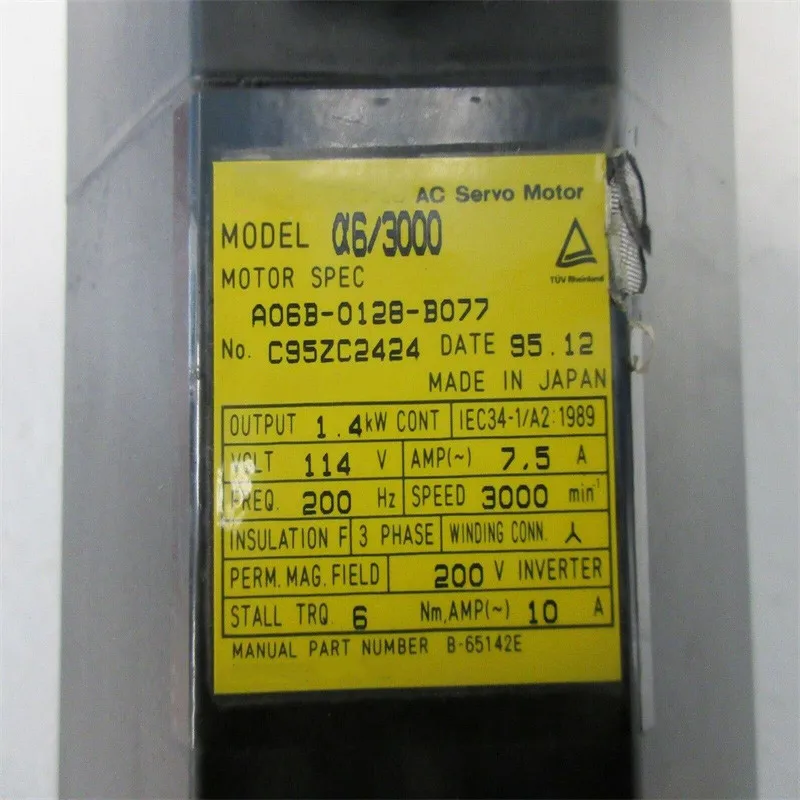 AC Servo Motor
MODEL α6/3000
TÜV Rheinland
MOTOR SPEC
A06B-0128-B077
No. C95ZC2424 DATE 95.12
MADE IN JAPAN
OUTPUT 1.4 kW CONT IEC34-1/A2:1989
VOLT 114 V AMP(~) 7.5 A
FREQ. 200 Hz SPEED 3000 min⁻¹
INSULATION F 3 PHASE WINDING CONN. ⅄
PERM. MAG. FIELD 200 V INVERTER
STALL TRQ. 6 Nm, AMP(~) 10 A
MANUAL PART NUMBER B-65142E